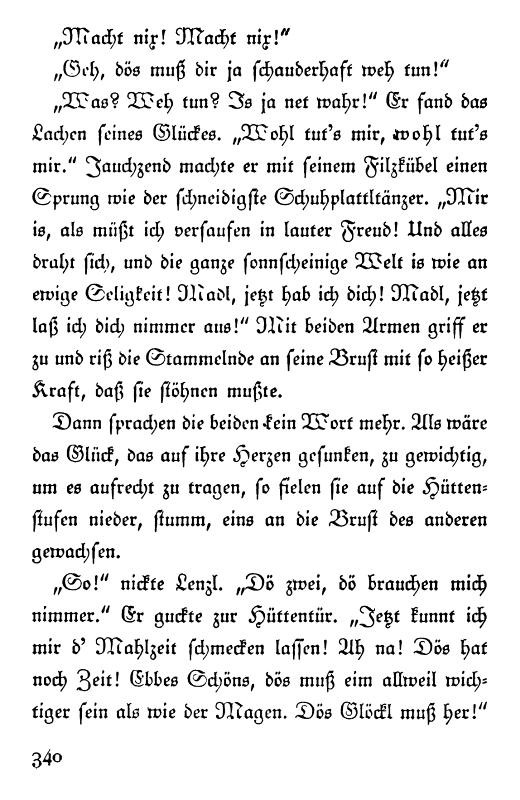 „Macht nix! Macht nix!“
„Geh, dös muß dir ja schauderhaft weh tun!“
„Was? Weh tun? Is ja net wahr!“ Er fand das
Lachen seines Glückes. „Wohl tut's mir, wohl tut's
mir.“ Jauchzend machte er mit seinem Filzkübel einen
Sprung wie der schneidigste Schuhplattltänzer. „Mir
is, als müßt ich versaufen in lauter Freud! Und alles
draht sich, und die ganze sonnscheinige Welt is wie an
ewige Seligkeit! Madl, jetzt hab ich dich! Madl, jetzt
laß ich dich nimmer aus!“ Mit beiden Armen griff er
zu und riß die Stammelnde an seine Brust mit so heißer
Kraft, daß sie stöhnen mußte.
Dann sprachen die beiden kein Wort mehr. Als wäre
das Glück, das auf ihre Herzen gesunken, zu gewichtig,
um es aufrecht zu tragen, so fielen sie auf die Hütten-
stufen nieder, stumm, eins an die Brust des anderen
gewachsen.
„So!“ nickte Lenzl. „Dö zwei, dö brauchen mich
nimmer.“ Er guckte zur Hüttentür. „Jetzt kunnt ich
mir d' Mahlzeit schmecken lassen! Ah na! Dös hat
noch Zeit! Ebbes Schöns, dös muß eim allweil wich-
tiger sein als wie der Magen. Dös Glöckl muß her!“
340